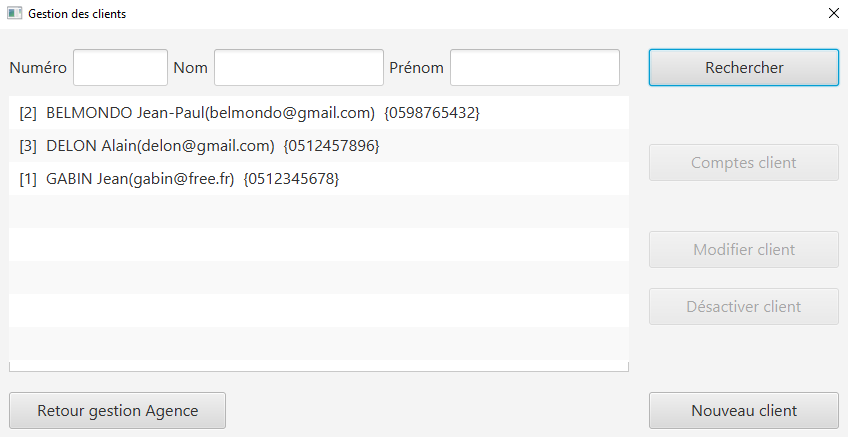 Gestion des clients
Numéro Nom Prénom Rechercher
[2] BELMONDO Jean-Paul(belmondo@gmail.com) {0598765432}
[3] DELON Alain(delon@gmail.com) {0512457896}
[1] GABIN Jean(gabin@free.fr) {0512345678}
Comptes client
Modifier client
Désactiver client
Retour gestion Agence
Nouveau client